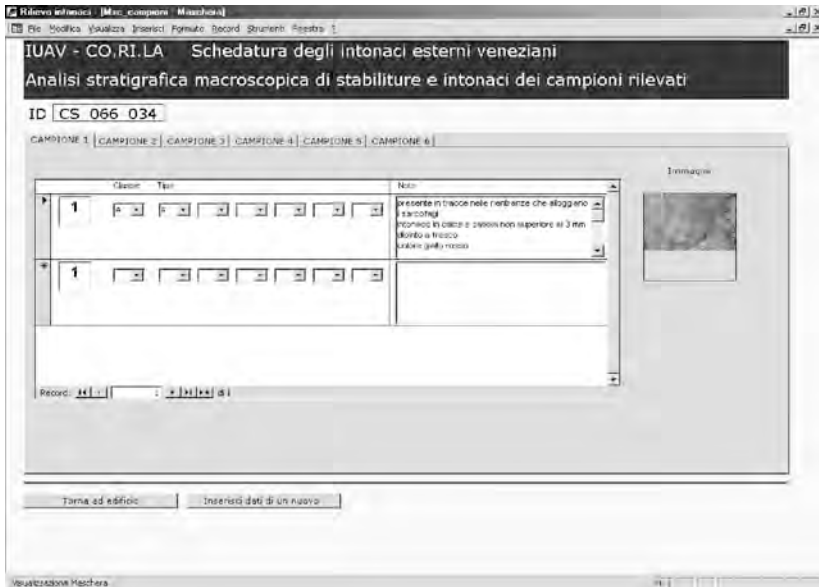 Rilievo intonaci - [Msc_campioni : Maschera]
File Modifica Visualizza Inserisci Formato Record Strumenti Finestra ?
IUAV - CO.RI.LA Schedatura degli intonaci esterni veneziani
Analisi stratigrafica macroscopica di stabiliture e intonaci dei campioni rilevati
ID CS_066_034
CAMPIONE 1 CAMPIONE 2 CAMPIONE 3 CAMPIONE 4 CAMPIONE 5 CAMPIONE 6
Immagini
Classe Tipo Note
1 A
presente in tracce nelle rientranze che alloggiano
i sarcofagi
intonaco in calce e sabbia non superiore ai 3 mm
dipinto a fresco
colore giallo rosso
1
Record: di 1
Torna ad edificio Inserisci dati di un nuovo
Visualizzazione Maschera